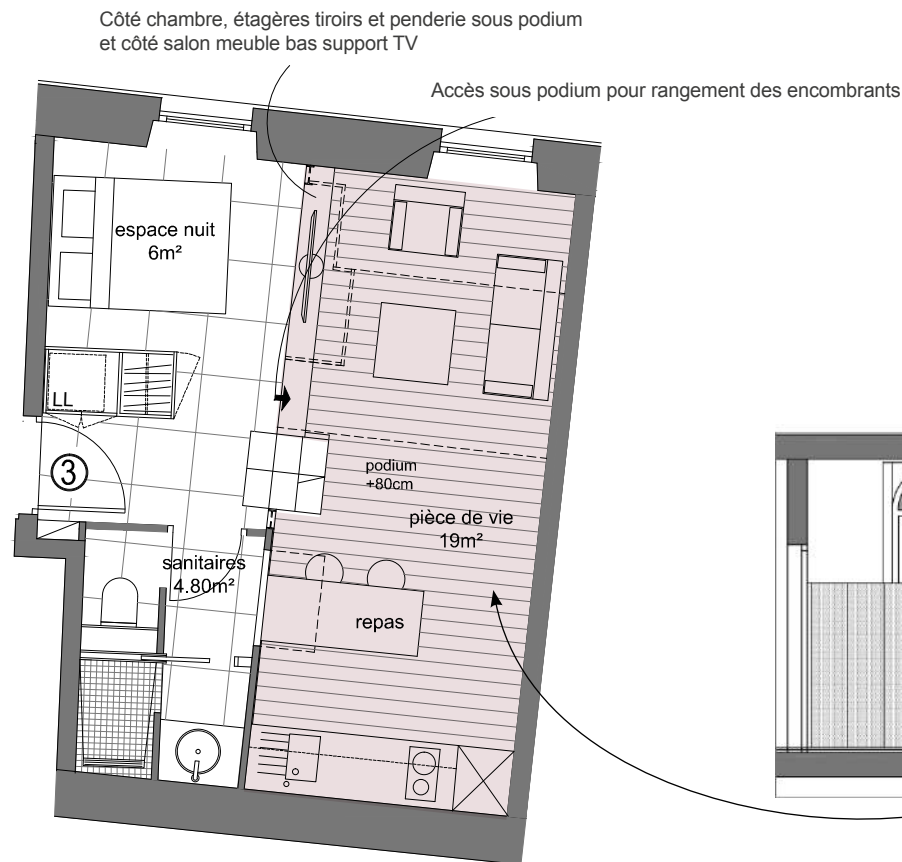 Côté chambre, étagères tiroirs et penderie sous podium
et côté salon meuble bas support TV
Accès sous podium pour rangement des encombrants
espace nuit
6m²
LL
3
podium
+80cm
pièce de vie
19m²
sanitaires
4.80m²
repas